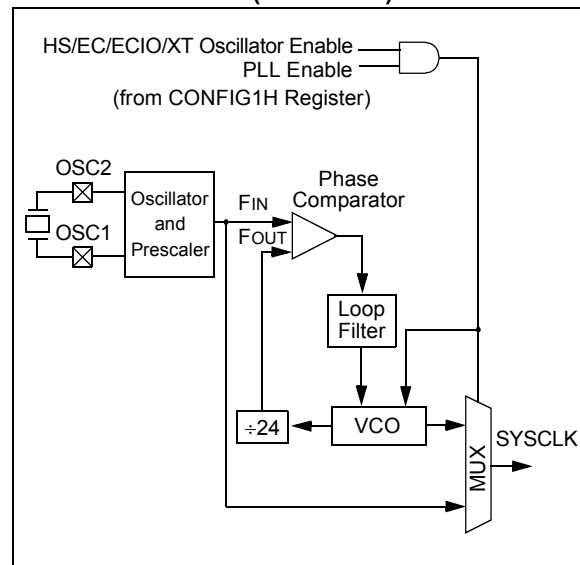 HS/EC/ECIO/XT Oscillator Enable
PLL Enable
(from CONFIG1H Register)
OSC2
OSC1
Oscillator
and
Prescaler
FIN
FOUT
Phase
Comparator
Loop
Filter
÷24
VCO
MUX
SYSCLK